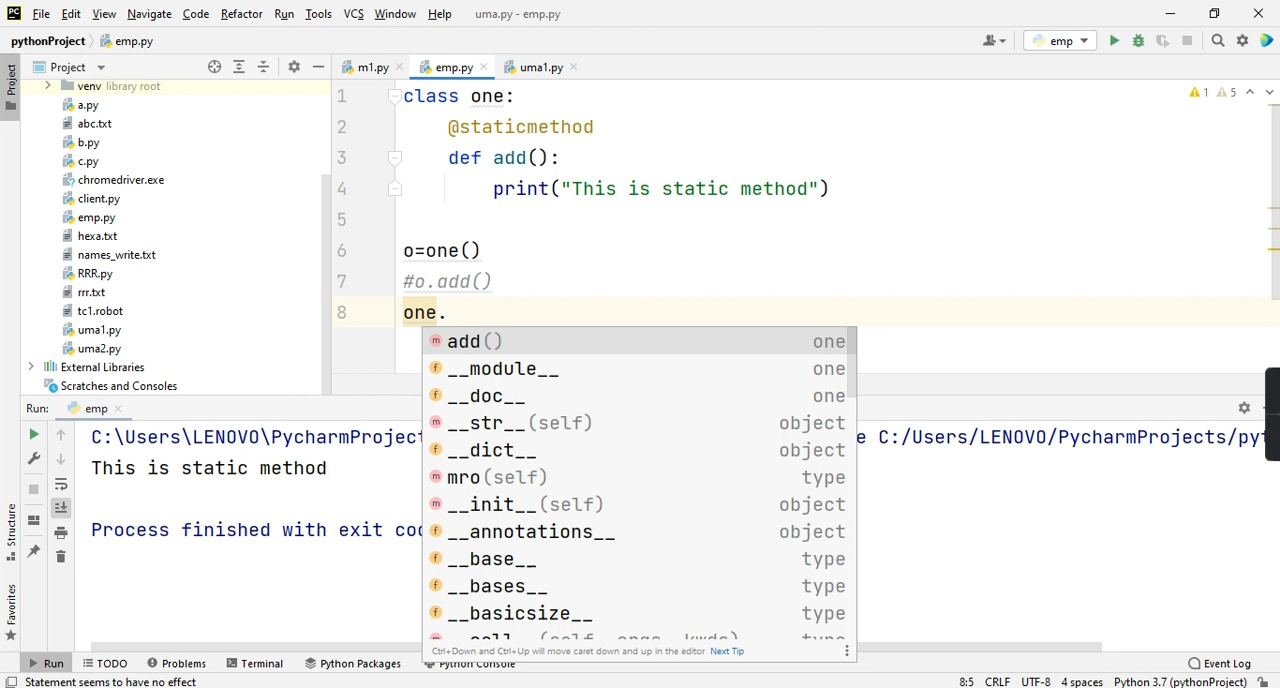 File Edit View Navigate Code Refactor Run Tools VCS Window Help uma.py - emp.py
pythonProject emp.py emp
Project m1.py emp.py uma1.py
Project
venv library root
a.py
abc.txt
b.py
c.py
chromedriver.exe
client.py
emp.py
hexa.txt
names_write.txt
RRR.py
rrr.txt
tc1.robot
uma1.py
uma2.py
External Libraries
Scratches and Consoles
1 class one:
2 @staticmethod
3 def add():
4 print("This is static method")
5
6 o=one()
7 #o.add()
8 one.
1 5
add() one
__module__ one
__doc__ one
__str__(self) object
__dict__ object
mro(self) type
__init__(self) object
__annotations__ object
__base__ type
__bases__ type
__basicsize__ type
Ctrl+Down and Ctrl+Up will move caret down and up in the editor Next Tip
Run: emp
C:\Users\LENOVO\PycharmProject e C:/Users/LENOVO/PycharmProjects/pyt
This is static method
Process finished with exit cod
Structure
Favorites
Run TODO Problems Terminal Python Packages Python Console Event Log
Statement seems to have no effect 8:5 CRLF UTF-8 4 spaces Python 3.7 (pythonProject)